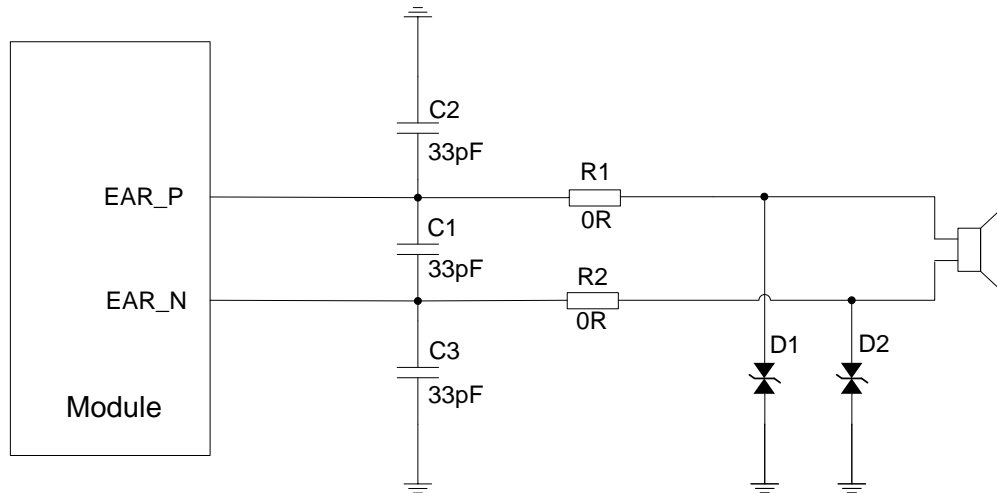 C2
33pF
R1
EAR_P
0R
C1
33pF
R2
EAR_N
0R
D1
D2
C3
33pF
Module